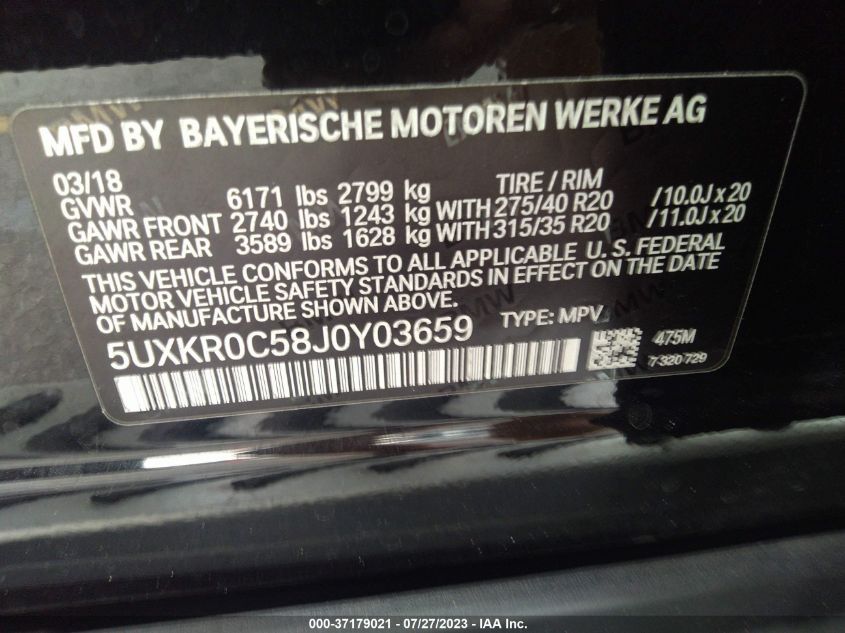 MFD BY BAYERISCHE MOTOREN WERKE AG
03/18 TIRE / RIM
GVWR 6171 lbs 2799 kg
GAWR FRONT 2740 lbs 1243 kg WITH 275/40 R20 /10.0J x 20
GAWR REAR 3589 lbs 1628 kg WITH 315/35 R20 /11.0J x 20
THIS VEHICLE CONFORMS TO ALL APPLICABLE U. S. FEDERAL
MOTOR VEHICLE SAFETY STANDARDS IN EFFECT ON THE DATE
OF MANUFACTURE SHOWN ABOVE.
5UXKR0C58J0Y03659 TYPE: MPV 475M
7320729
000-37179021 - 07/27/2023 - IAA Inc.